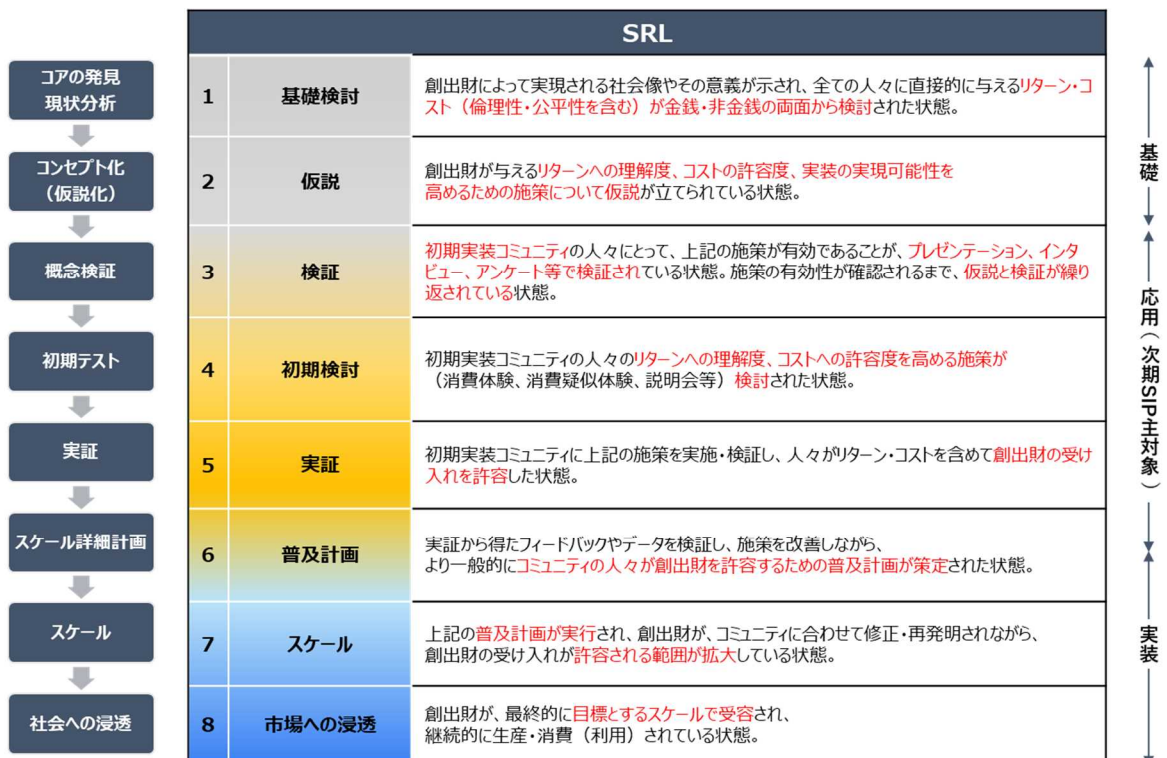 SRL
コアの発見
現状分析
1
基礎検討
創出財によって実現される社会像やその意義が示され、全ての人々に直接的に与えるリターン・コ
スト（倫理性・公平性を含む）が金銭・非金銭の両面から検討された状態。
コンセプト化
（仮説化）
2
仮説
創出財が与えるリターンへの理解度、コストの許容度、実装の実現可能性を
高めるための施策について仮説が立てられている状態。
概念検証
3
検証
初期実装コミュニティの人々にとって、上記の施策が有効であることが、プレゼンテーション、インタ
ビュー、アンケート等で検証されている状態。施策の有効性が確認されるまで、仮説と検証が繰り
返されている状態。
初期テスト
4
初期検討
初期実装コミュニティの人々のリターンへの理解度、コストへの許容度を高める施策が
（消費体験、消費疑似体験、説明会等）検討された状態。
実証
5
実証
初期実装コミュニティに上記の施策を実施・検証し、人々がリターン・コストを含めて創出財の受け
入れを許容した状態。
スケール詳細計画
6
普及計画
実証から得たフィードバックやデータを検証し、施策を改善しながら、
より一般的にコミュニティの人々が創出財を許容するための普及計画が策定された状態。
スケール
7
スケール
上記の普及計画が実行され、創出財が、コミュニティに合わせて修正・再発明されながら、
創出財の受け入れが許容される範囲が拡大している状態。
社会への浸透
8
市場への浸透
創出財が、最終的に目標とするスケールで受容され、
継続的に生産・消費（利用）されている状態。
基礎
応用（次期SIP主対象）
実装